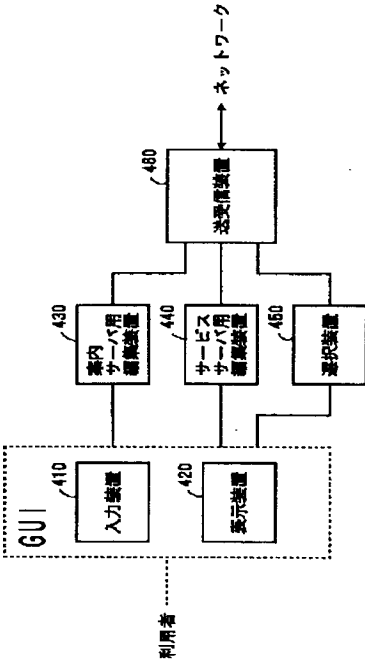 利用者
GUI
410
入力装置
420
表示装置
430
案内
サーバ用
編集装置
440
サービス
サーバ用
編集装置
450
選択装置
460
送受信装置
ネットワーク